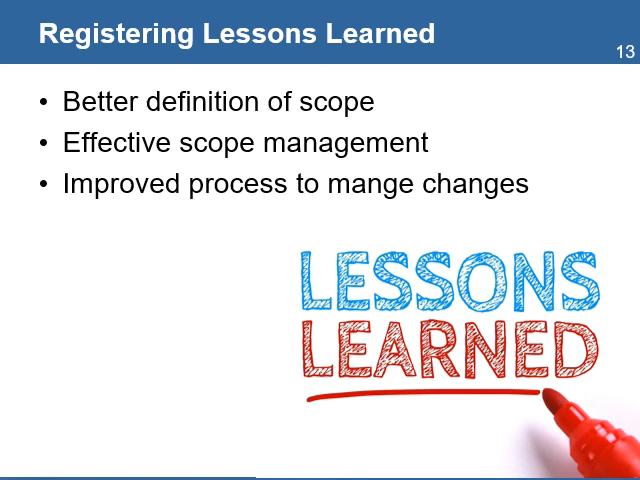 Registering Lessons Learned
13
• Better definition of scope
• Effective scope management
• Improved process to mange changes
LESSONS
LEARNED